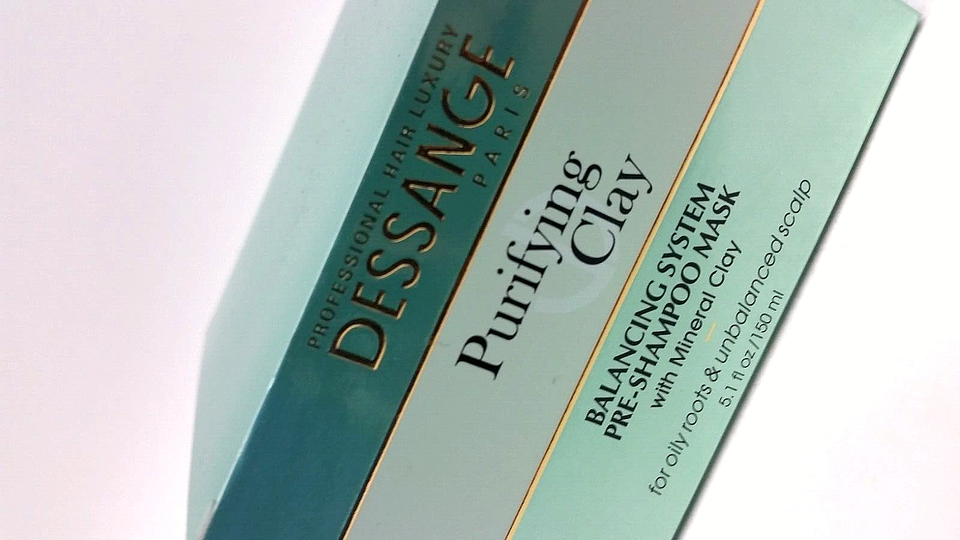 PROFESSIONAL HAIR LUXURY
DESSANGE
PARIS
Purifying
Clay
BALANCING SYSTEM
PRE-SHAMPOO MASK
with Mineral Clay
for oily roots & unbalanced scalp
5.1 fl oz/150 ml